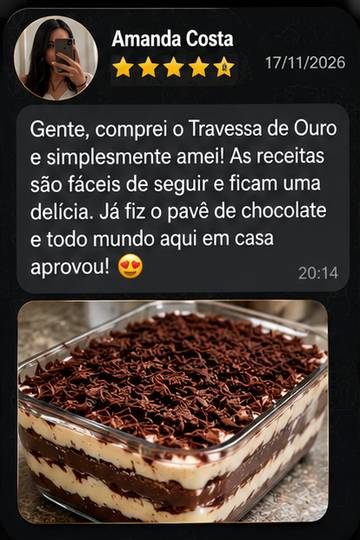 Amanda Costa
17/11/2026
Gente, comprei o Travessa de Ouro
e simplesmente amei! As receitas
são fáceis de seguir e ficam uma
delícia. Já fiz o pavê de chocolate
e todo mundo aqui em casa
aprovou! 😍
20:14